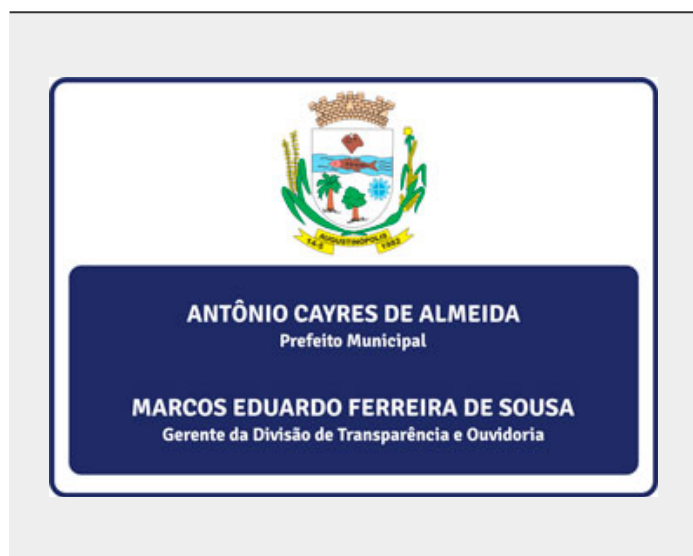 AUGUSTINÓPOLIS
14-5 1982
ANTÔNIO CAYRES DE ALMEIDA
Prefeito Municipal
MARCOS EDUARDO FERREIRA DE SOUSA
Gerente da Divisão de Transparência e Ouvidoria